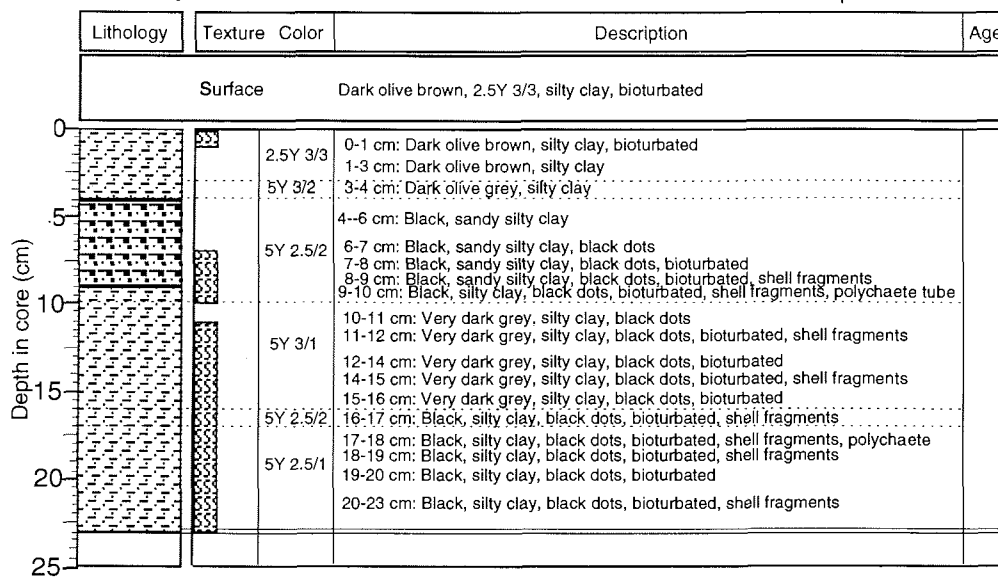 Lithology Texture Color Description Age
Surface Dark olive brown, 2.5Y 3/3, silty clay, bioturbated
0
2.5Y 3/3
0-1 cm: Dark olive brown, silty clay, bioturbated
1-3 cm: Dark olive brown, silty clay
5Y 3/2 3-4 cm: Dark olive grey, silty clay
5
4--6 cm: Black, sandy silty clay
5Y 2.5/2
6-7 cm: Black, sandy silty clay, black dots
7-8 cm: Black, sandy silty clay, black dots, bioturbated
8-9 cm: Black, sandy silty clay, black dots, bioturbated, shell fragments
9-10 cm: Black, silty clay, black dots, bioturbated, shell fragments, polychaete tube
10
10-11 cm: Very dark grey, silty clay, black dots
11-12 cm: Very dark grey, silty clay, black dots, bioturbated, shell fragments
5Y 3/1
12-14 cm: Very dark grey, silty clay, black dots, bioturbated
14-15 cm: Very dark grey, silty clay, black dots, bioturbated, shell fragments
15
15-16 cm: Very dark grey, silty clay, black dots, bioturbated
5Y 2.5/2 16-17 cm: Black, silty clay, black dots, bioturbated, shell fragments
17-18 cm: Black, silty clay, black dots, bioturbated, shell fragments, polychaete
18-19 cm: Black, silty clay, black dots, bioturbated, shell fragments
5Y 2.5/1
19-20 cm: Black, silty clay, black dots, bioturbated
20
20-23 cm: Black, silty clay, black dots, bioturbated, shell fragments
25
Depth in core (cm)